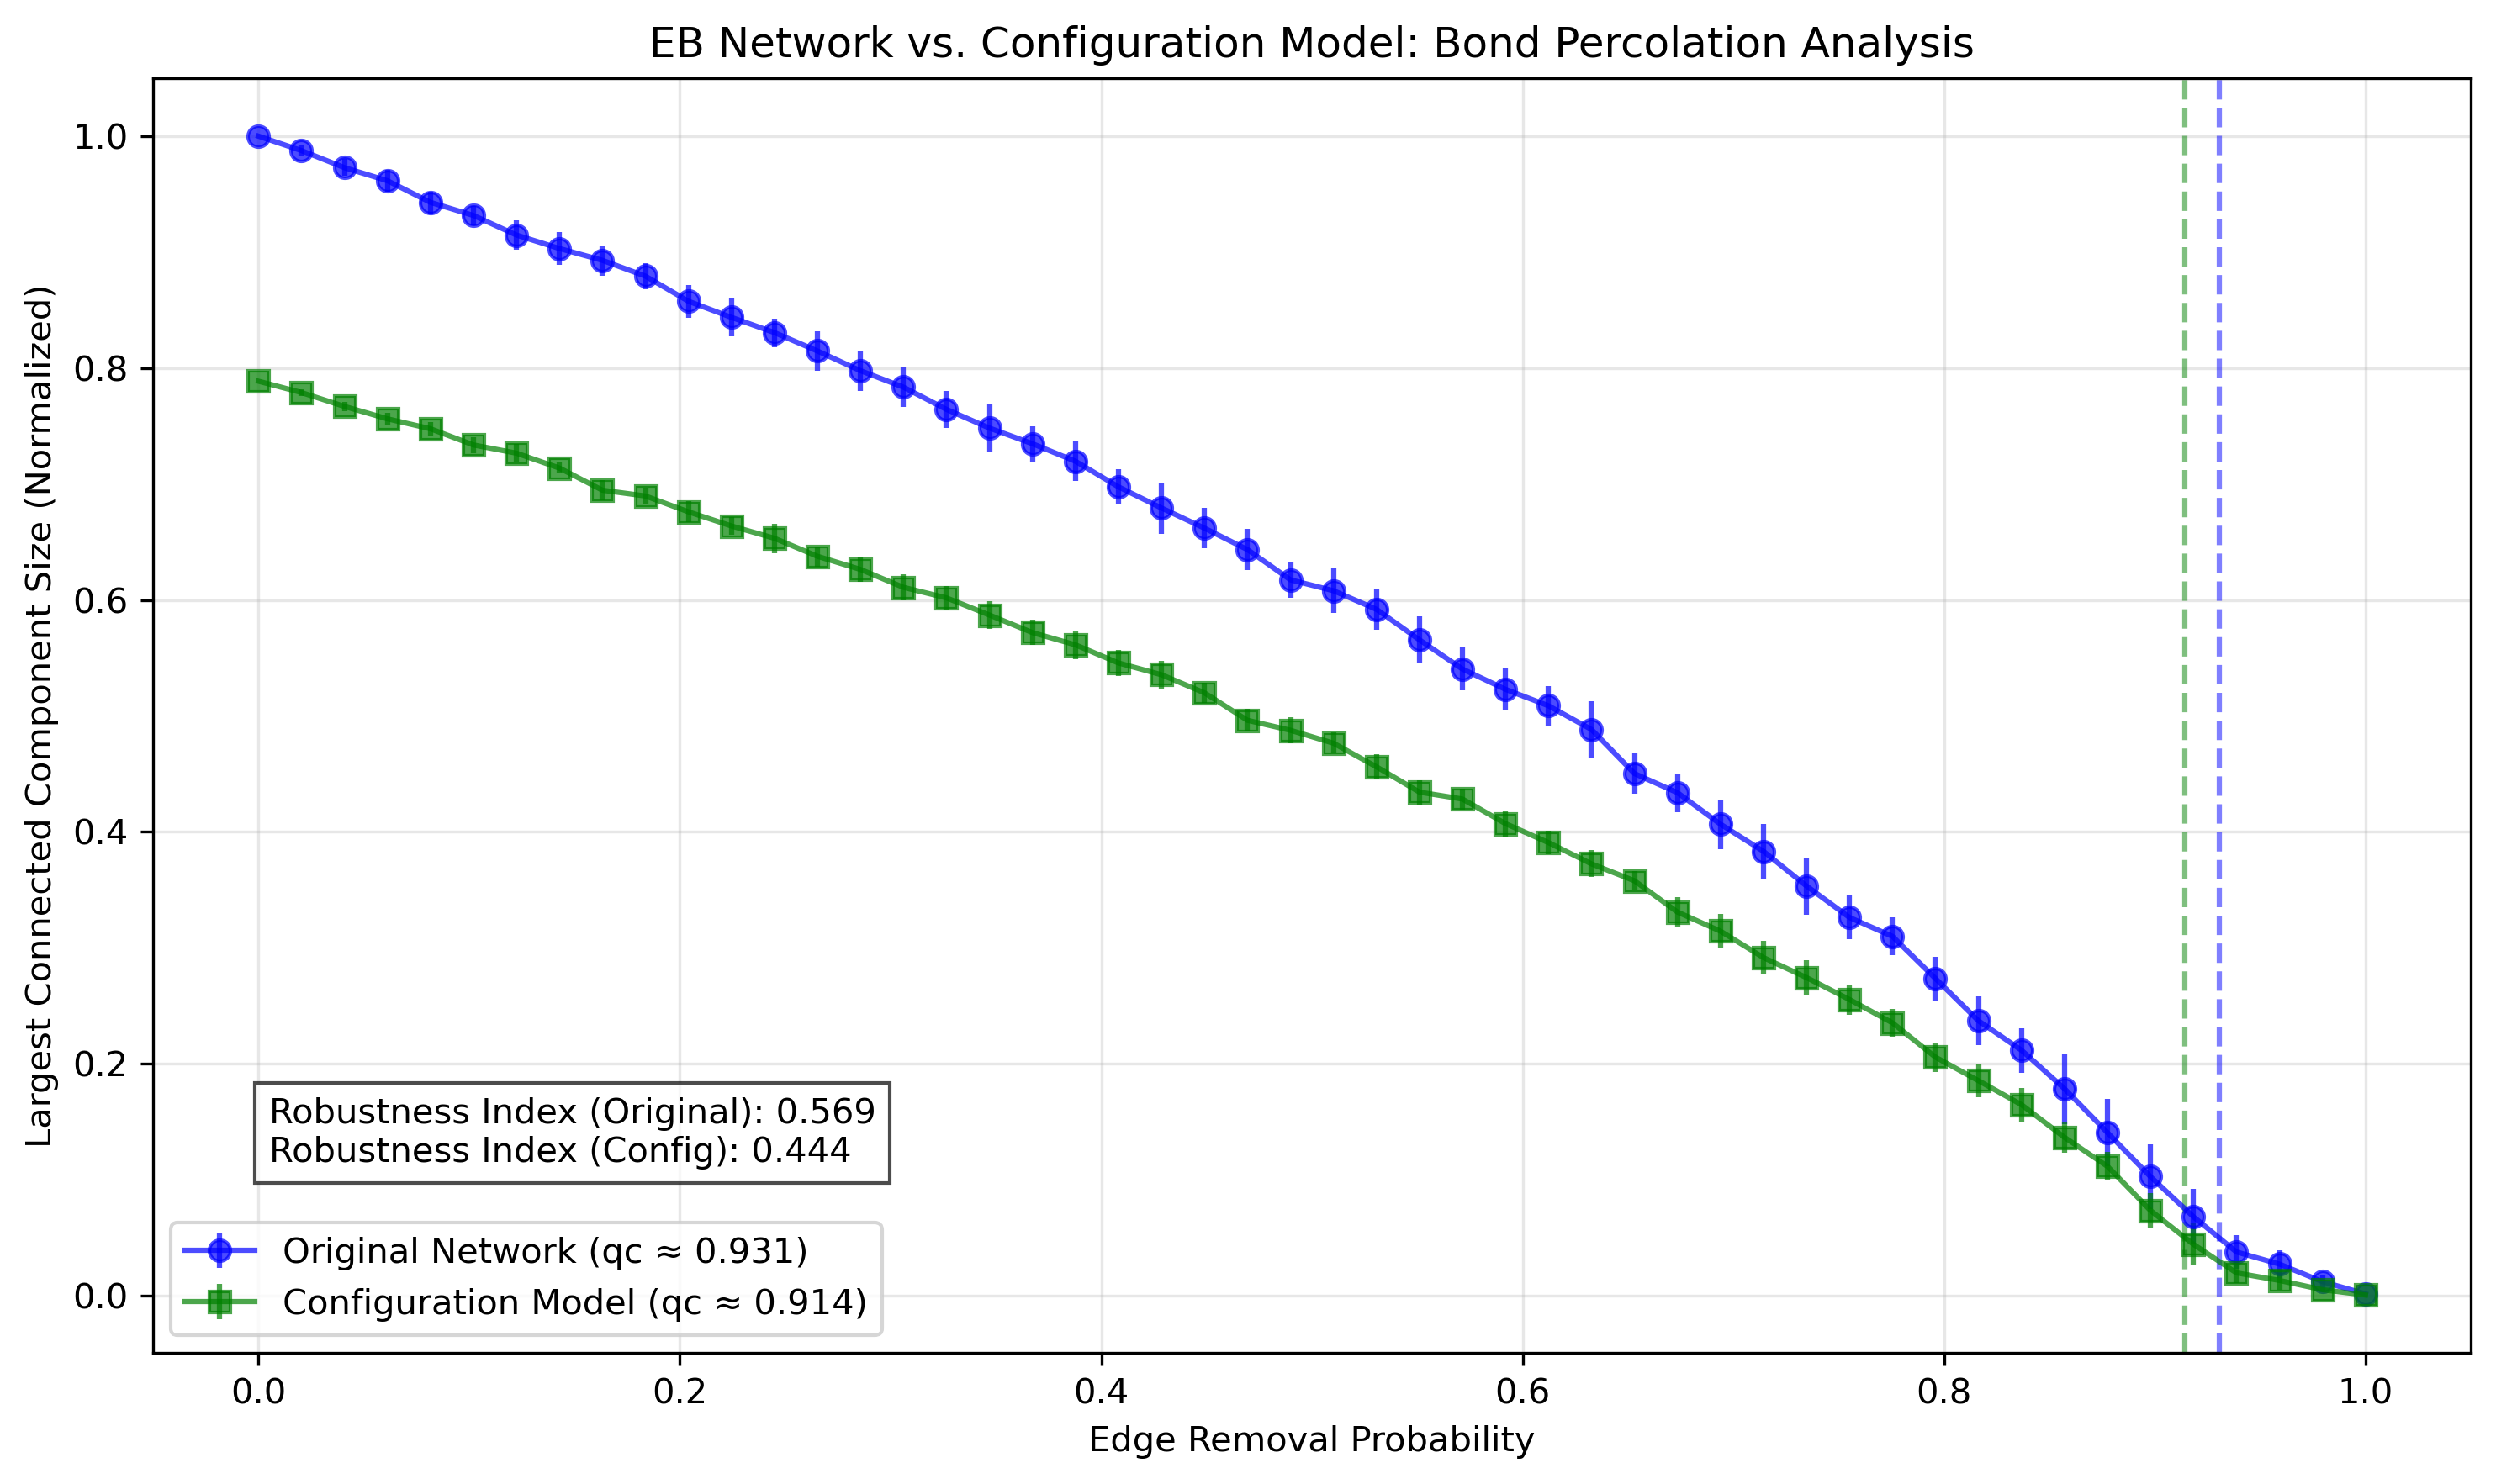 EB Network vs. Configuration Model: Bond Percolation Analysis
Largest Connected Component Size (Normalized)
1.0
0.8
0.6
0.4
0.2
0.0
Robustness Index (Original): 0.569
Robustness Index (Config): 0.444
Original Network (qc ≈ 0.931)
Configuration Model (qc ≈ 0.914)
0.0 0.2 0.4 0.6 0.8 1.0
Edge Removal Probability